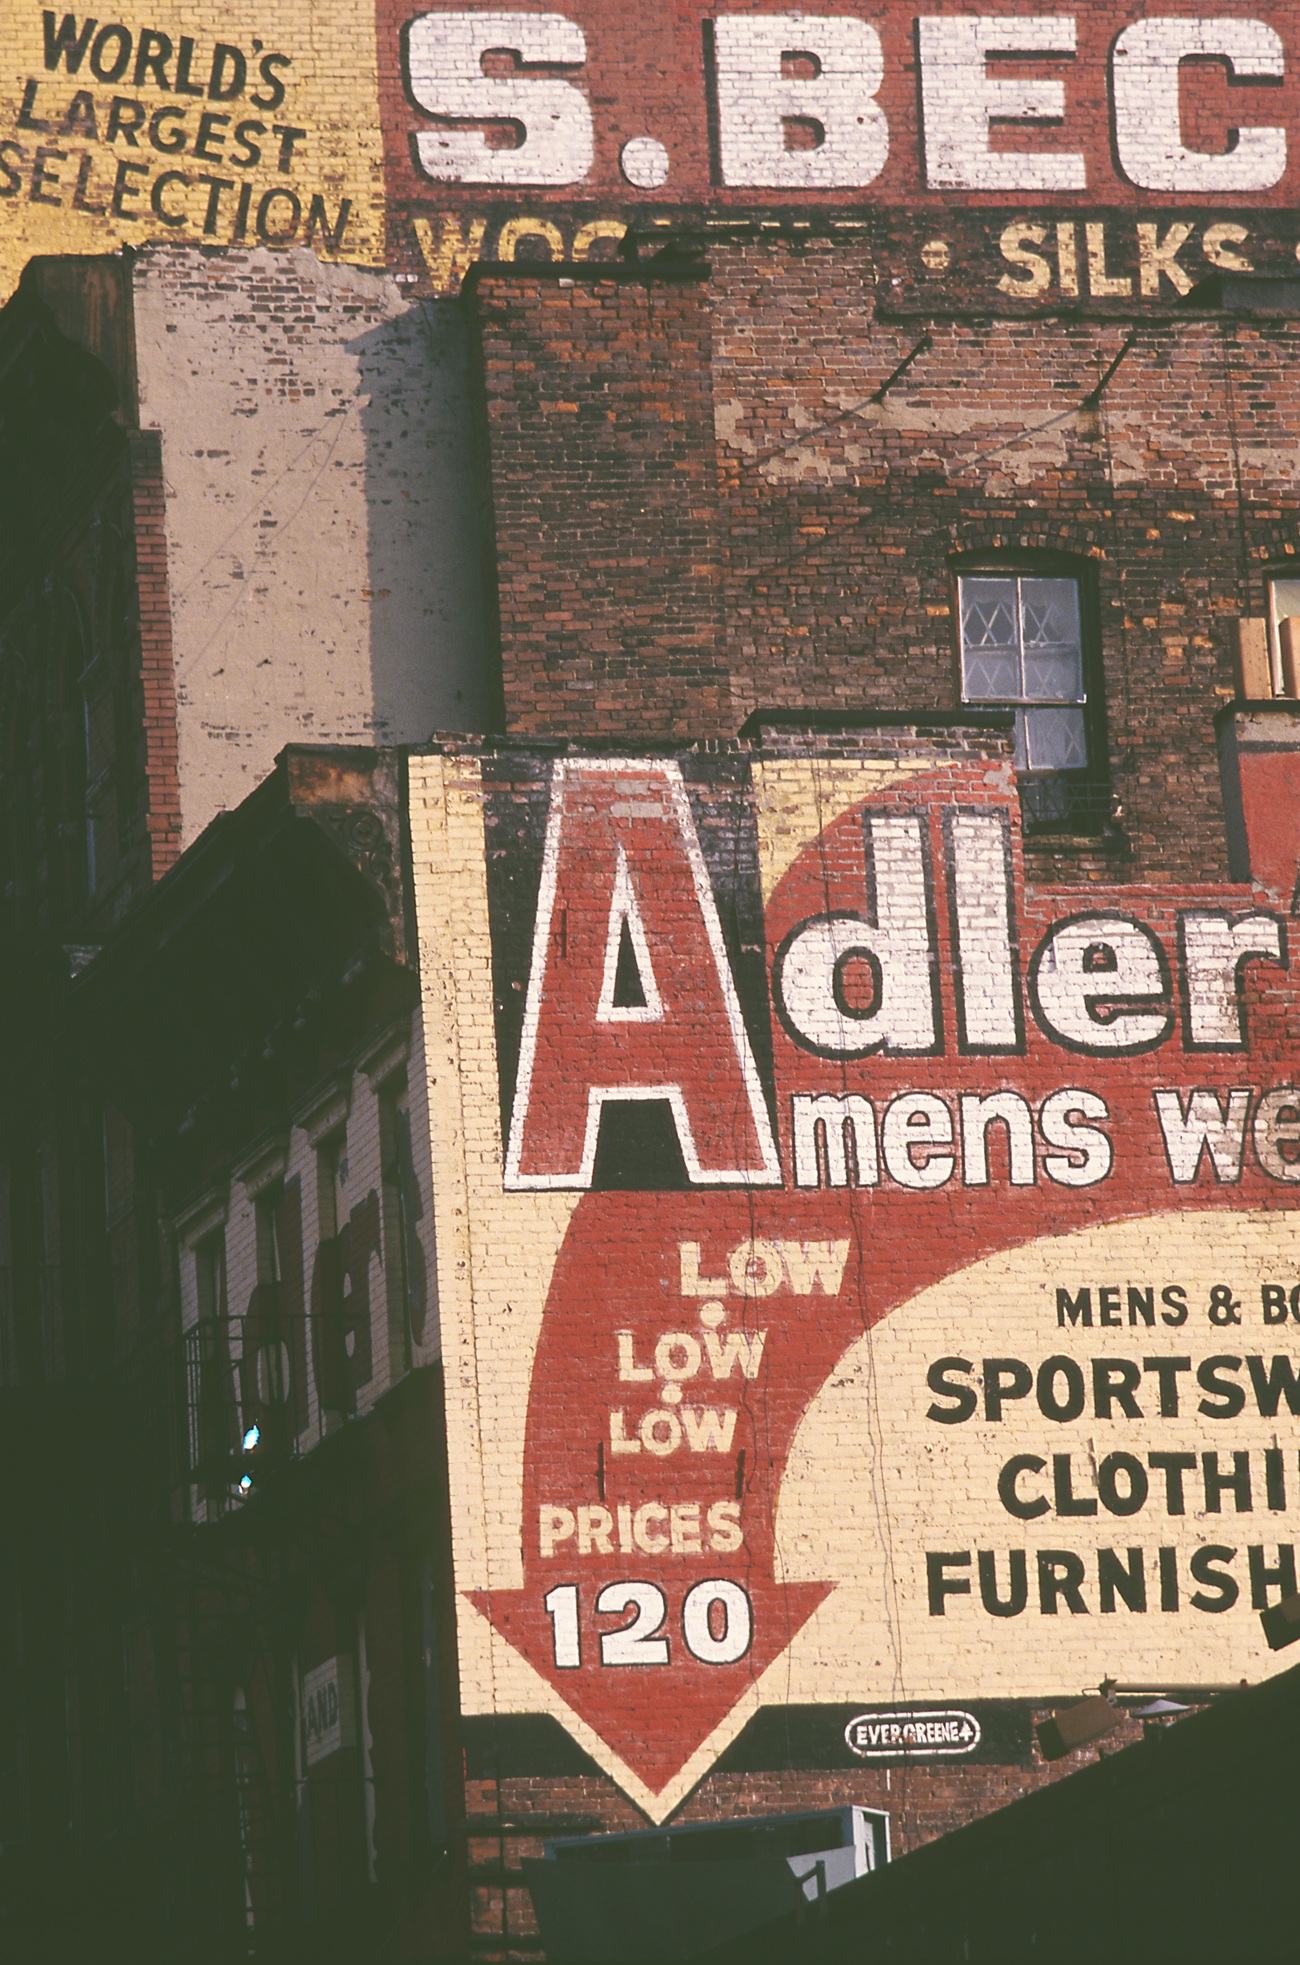 WORLD'S
LARGEST
SELECTION
S.BEC
SILKS
Adler'
mens we
LOW
LOW
LOW
PRICES
120
MENS & BO
SPORTSW
CLOTHI
FURNISH
EVERGREENE
AND